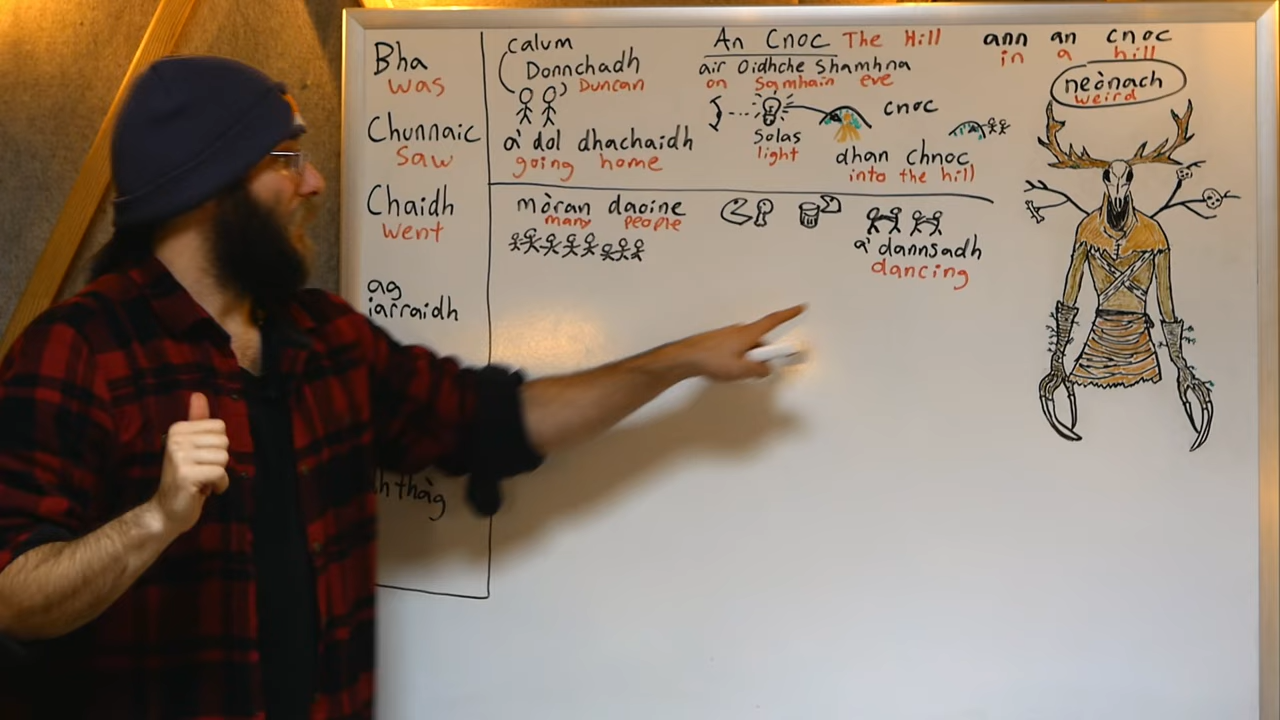 Bha
was
Chunnaic
Saw
Chaidh
went
ag
iarraidh
Calum
Donnchadh
Duncan
a' dol dhachaidh
going home
An Cnoc The Hill
air Oidhche Shamhna
on Samhain eve
Solas
light
cnoc
dhan chnoc
into the hill
ann an cnoc
in a hill
neònach
weird
mòran daoine
many people
a' dannsadh
dancing